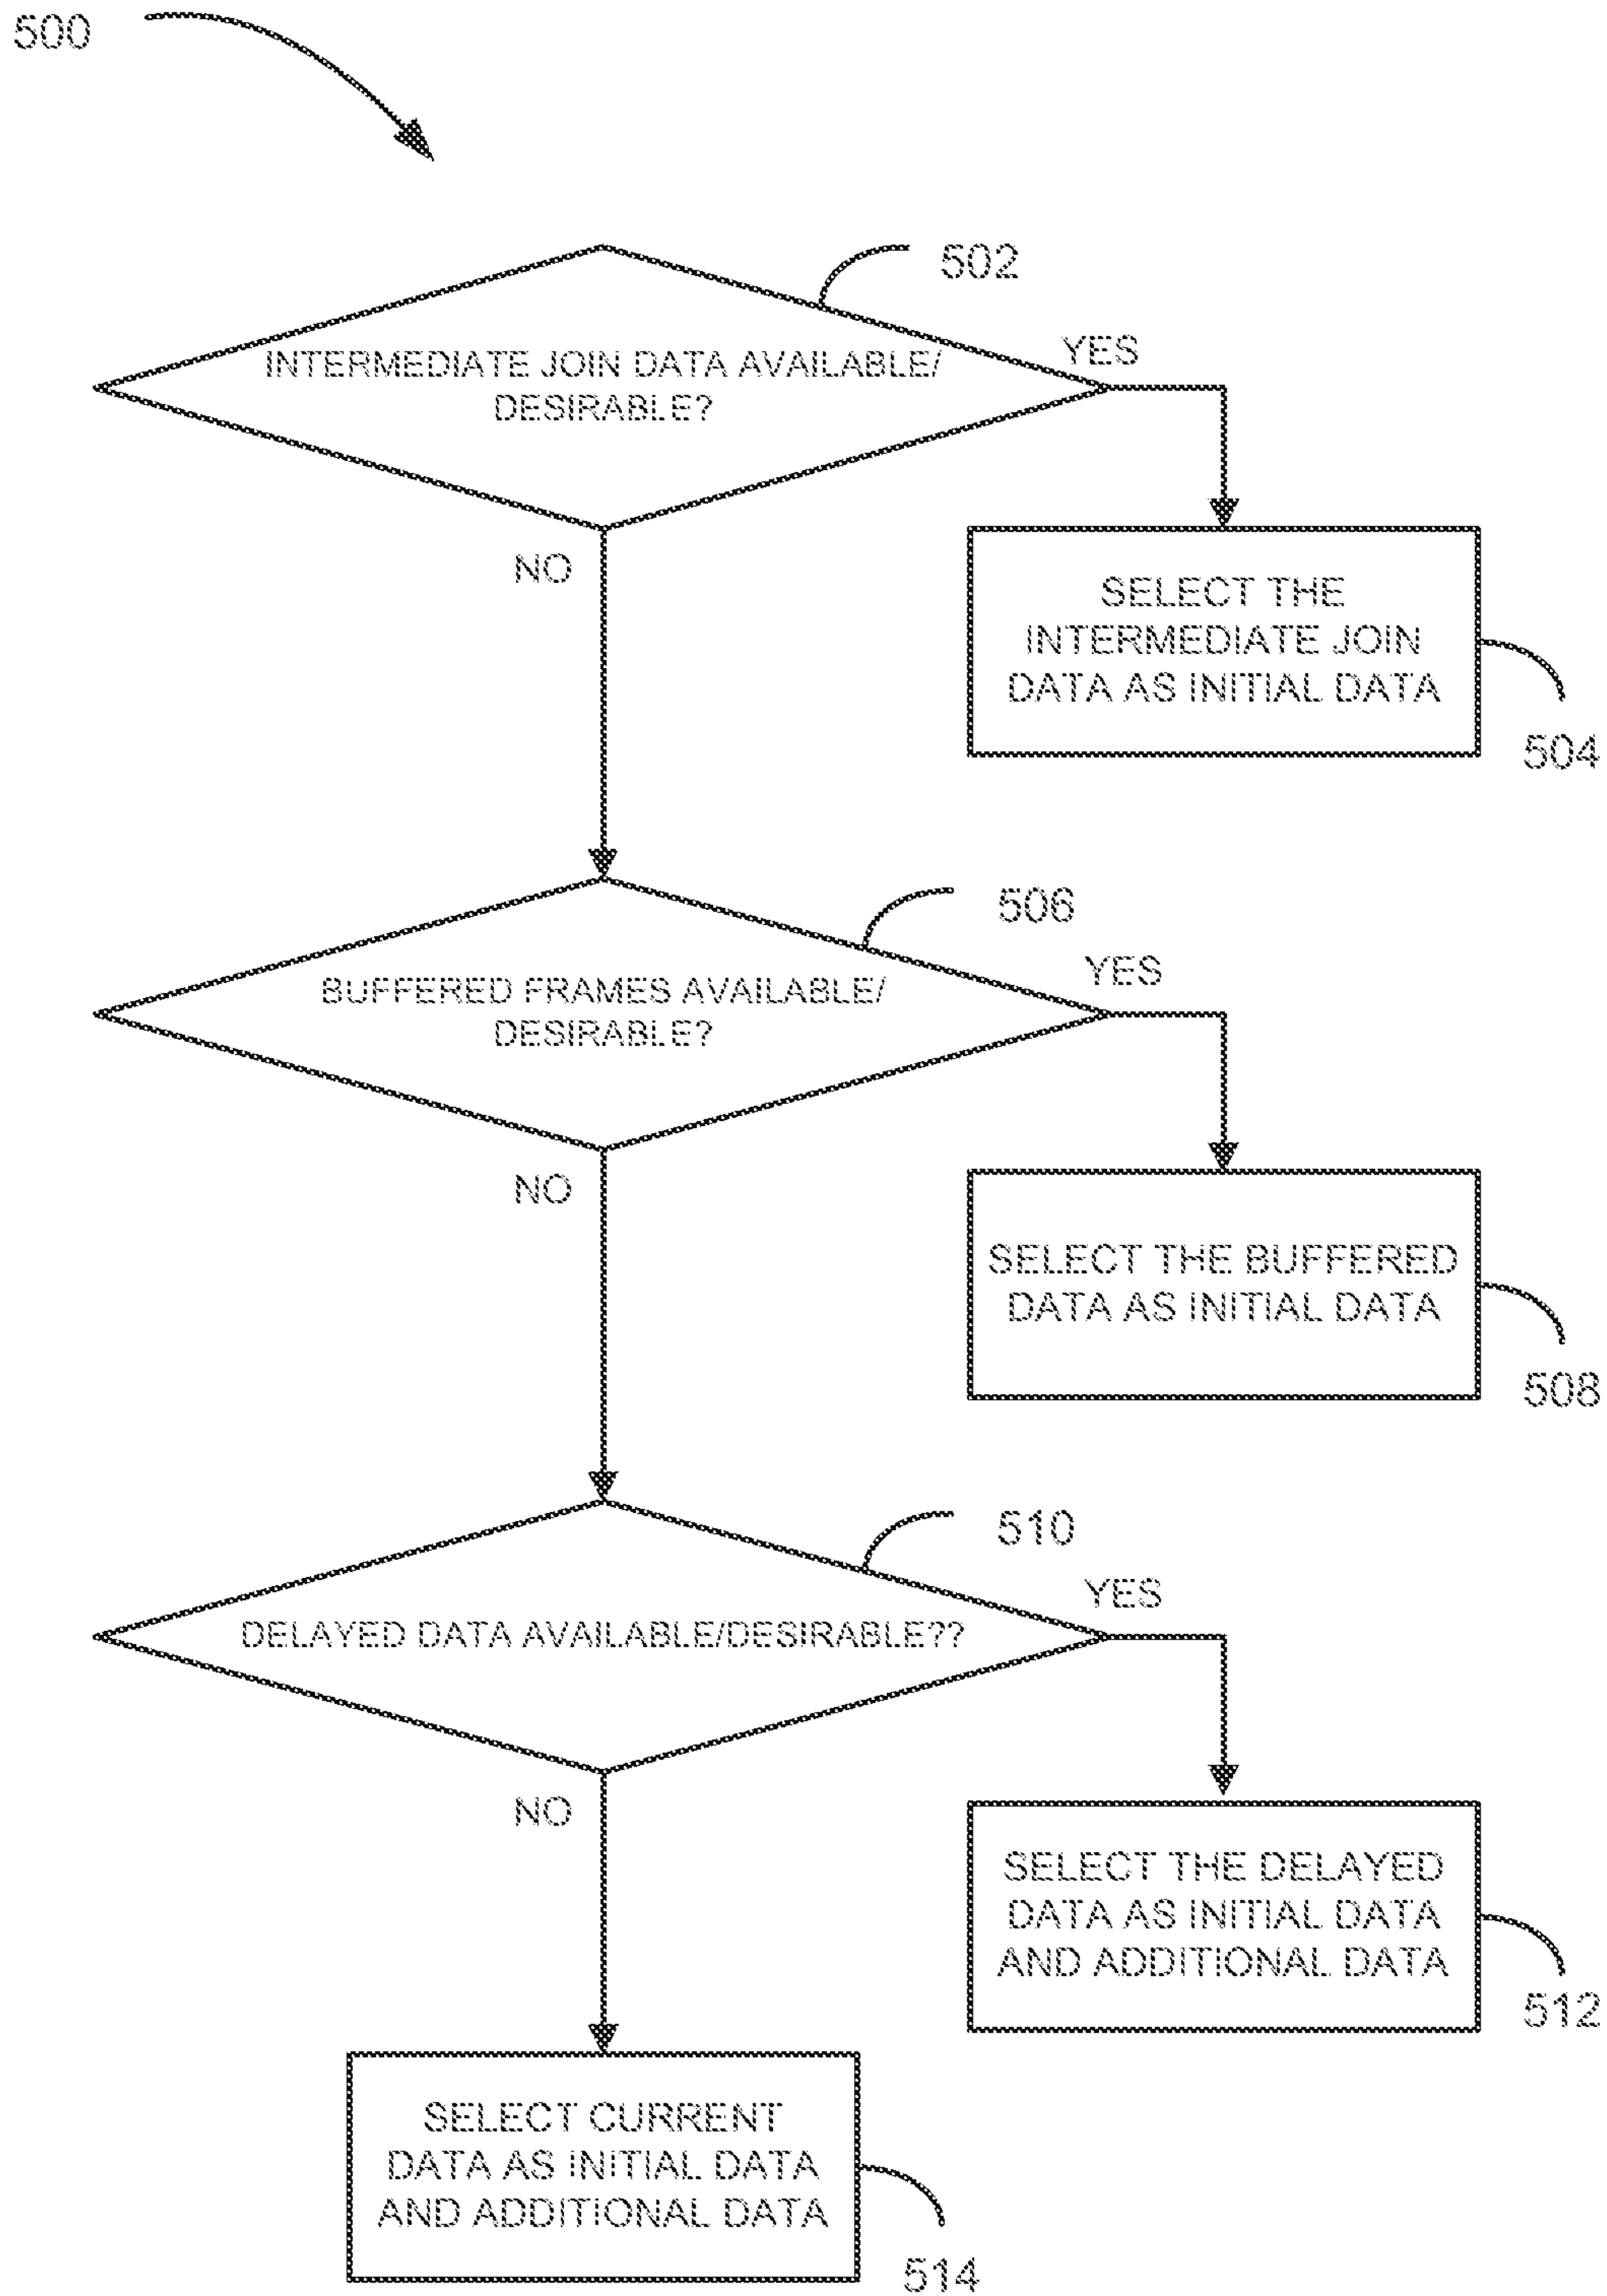 500
502
INTERMEDIATE JOIN DATA AVAILABLE/
DESIRABLE?
YES
NO
SELECT THE
INTERMEDIATE JOIN
DATA AS INITIAL DATA
504
506
BUFFERED FRAMES AVAILABLE/
DESIRABLE?
YES
NO
SELECT THE BUFFERED
DATA AS INITIAL DATA
508
510
DELAYED DATA AVAILABLE/DESIRABLE??
YES
NO
SELECT THE DELAYED
DATA AS INITIAL DATA
AND ADDITIONAL DATA
512
SELECT CURRENT
DATA AS INITIAL DATA
AND ADDITIONAL DATA
514